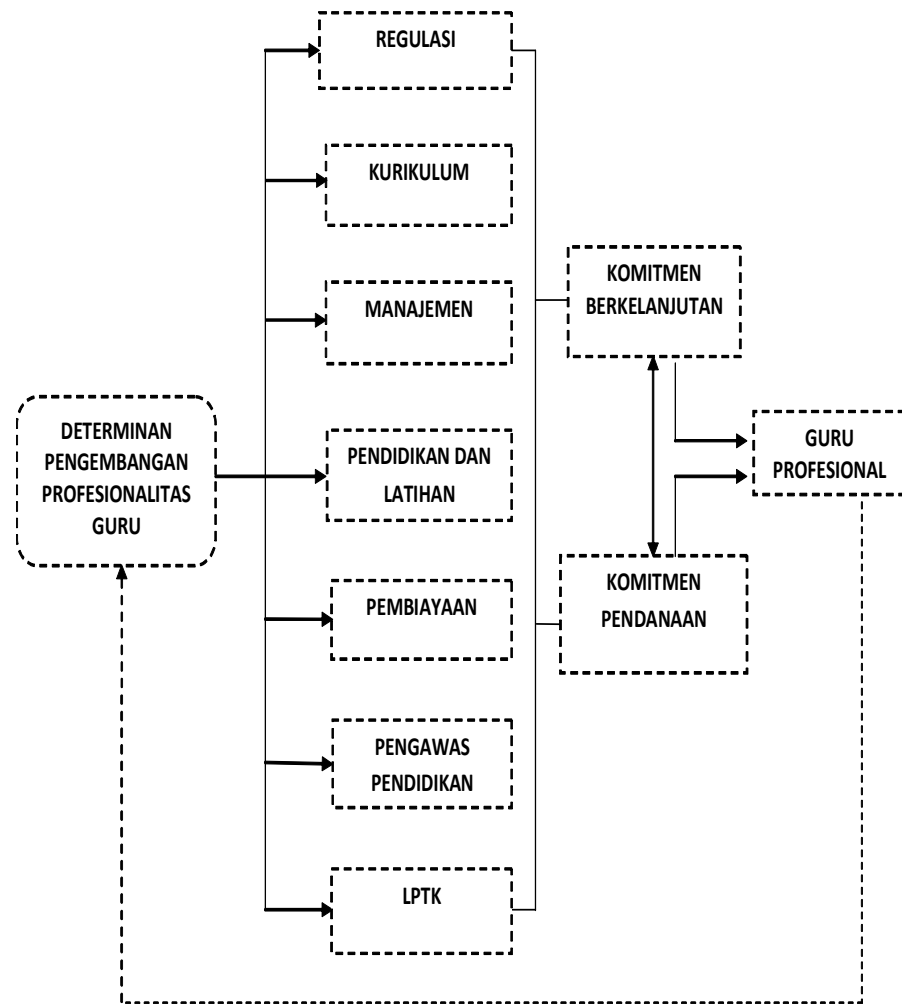 REGULASI
KURIKULUM
MANAJEMEN
DETERMINAN
PENGEMBANGAN
PROFESIONALITAS
GURU
PENDIDIKAN DAN
LATIHAN
PEMBIAYAAN
PENGAWAS
PENDIDIKAN
LPTK
KOMITMEN
BERKELANJUTAN
KOMITMEN
PENDANAAN
GURU
PROFESIONAL